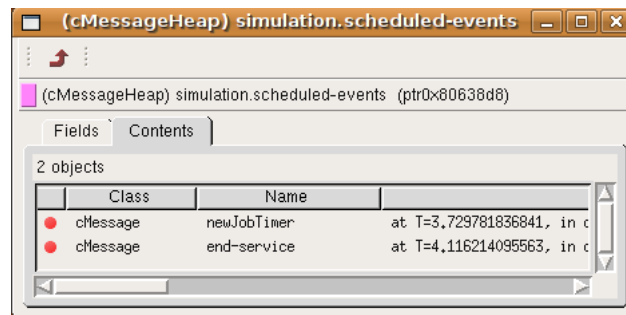 (cMessageHeap) simulation.scheduled-events
(cMessageHeap) simulation.scheduled-events (ptr0x80638d8)
Fields Contents
2 objects
Class Name
cMessage newJobTimer at T=3.729781836841, in c
cMessage end-service at T=4.116214095563, in c